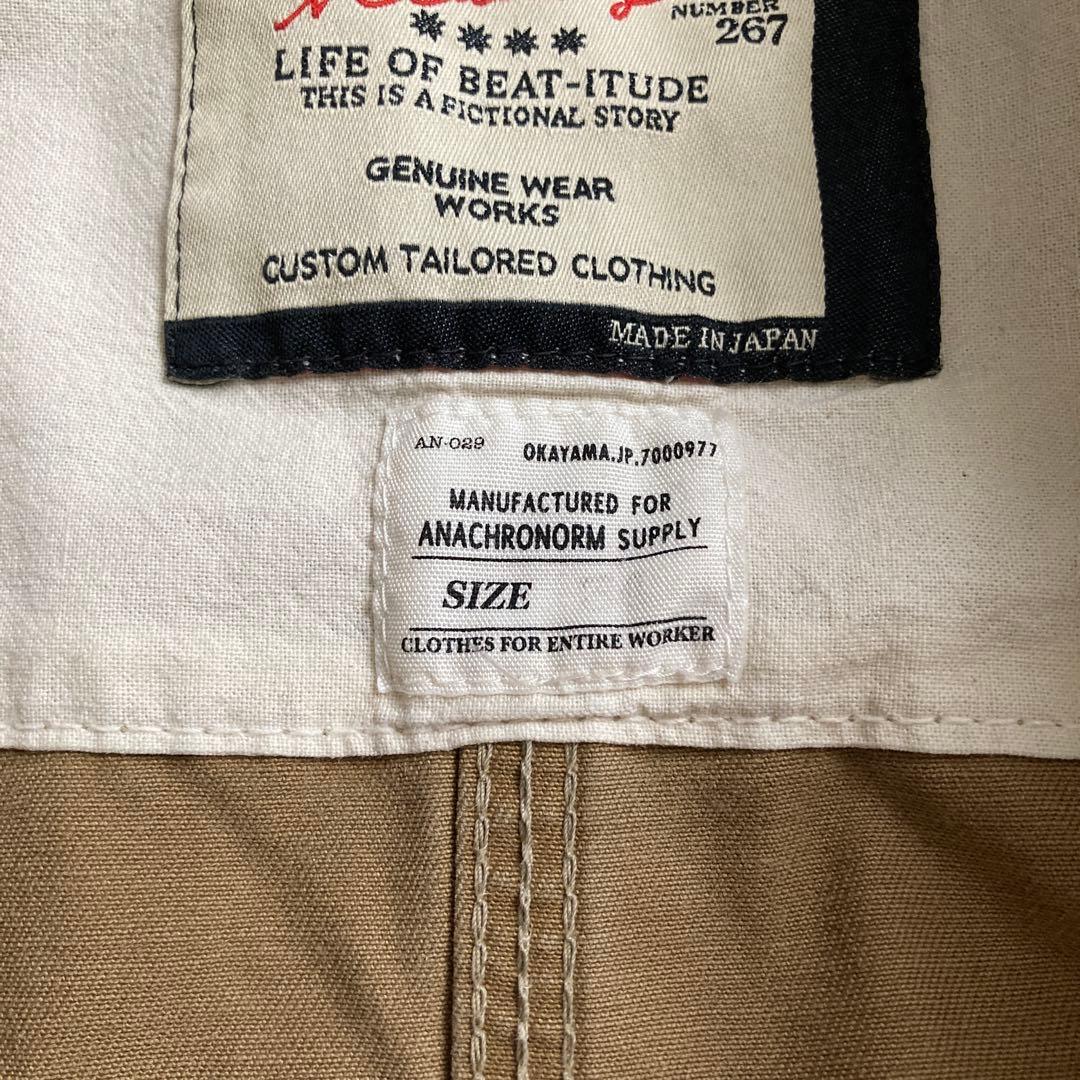 NUMBER
267
LIFE OF BEAT-ITUDE
THIS IS A FICTIONAL STORY
GENUINE WEAR
WORKS
CUSTOM TAILORED CLOTHING
MADE IN JAPAN
AN-029 OKAYAMA.JP.7000977
MANUFACTURED FOR
ANACHRONORM SUPPLY
SIZE
CLOTHES FOR ENTIRE WORKER